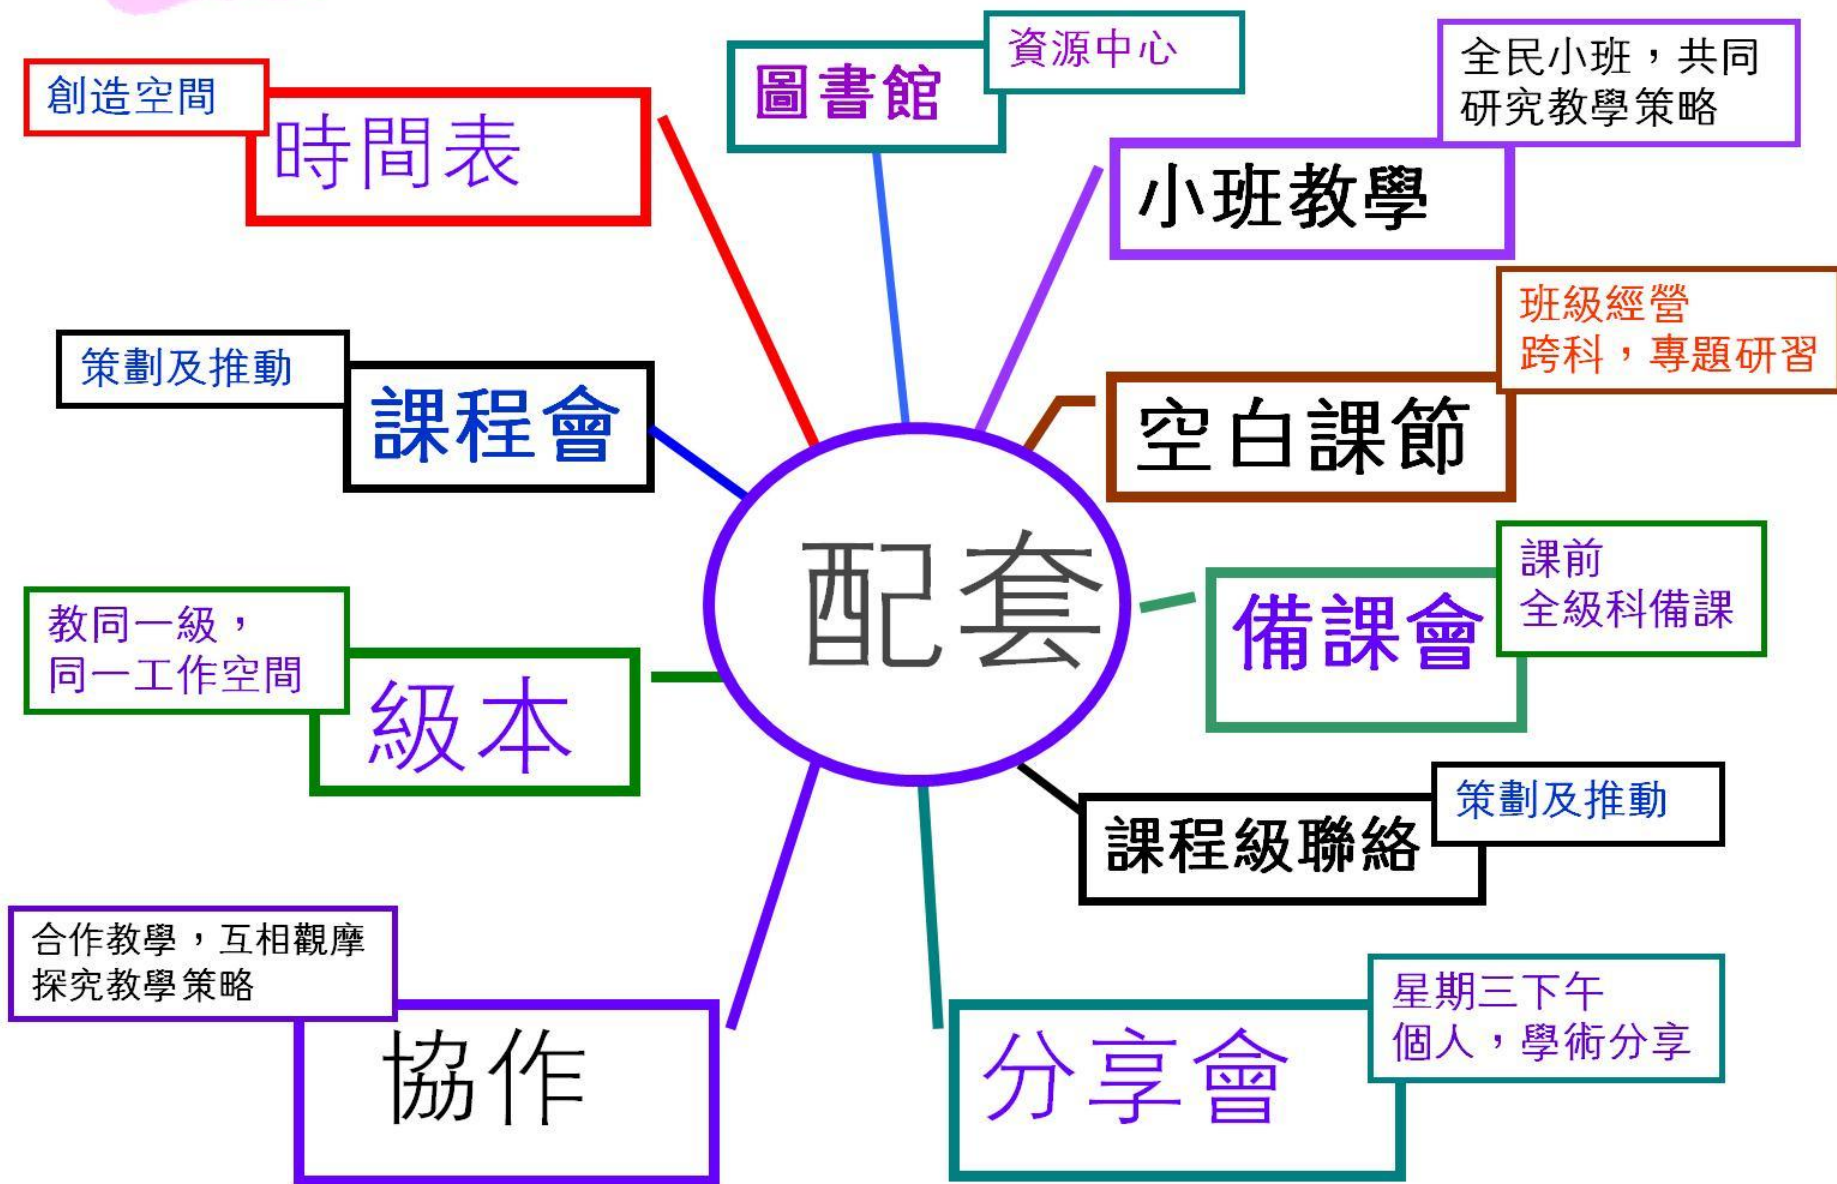 創造空間
時間表
圖書館
資源中心
全民小班，共同
研究教學策略
小班教學
策劃及推動
課程會
班級經營
跨科，專題研習
空白課節
配套
教同一級，
同一工作空間
級本
課前
全級科備課
備課會
策劃及推動
課程級聯絡
合作教學，互相觀摩
探究教學策略
協作
星期三下午
個人，學術分享
分享會